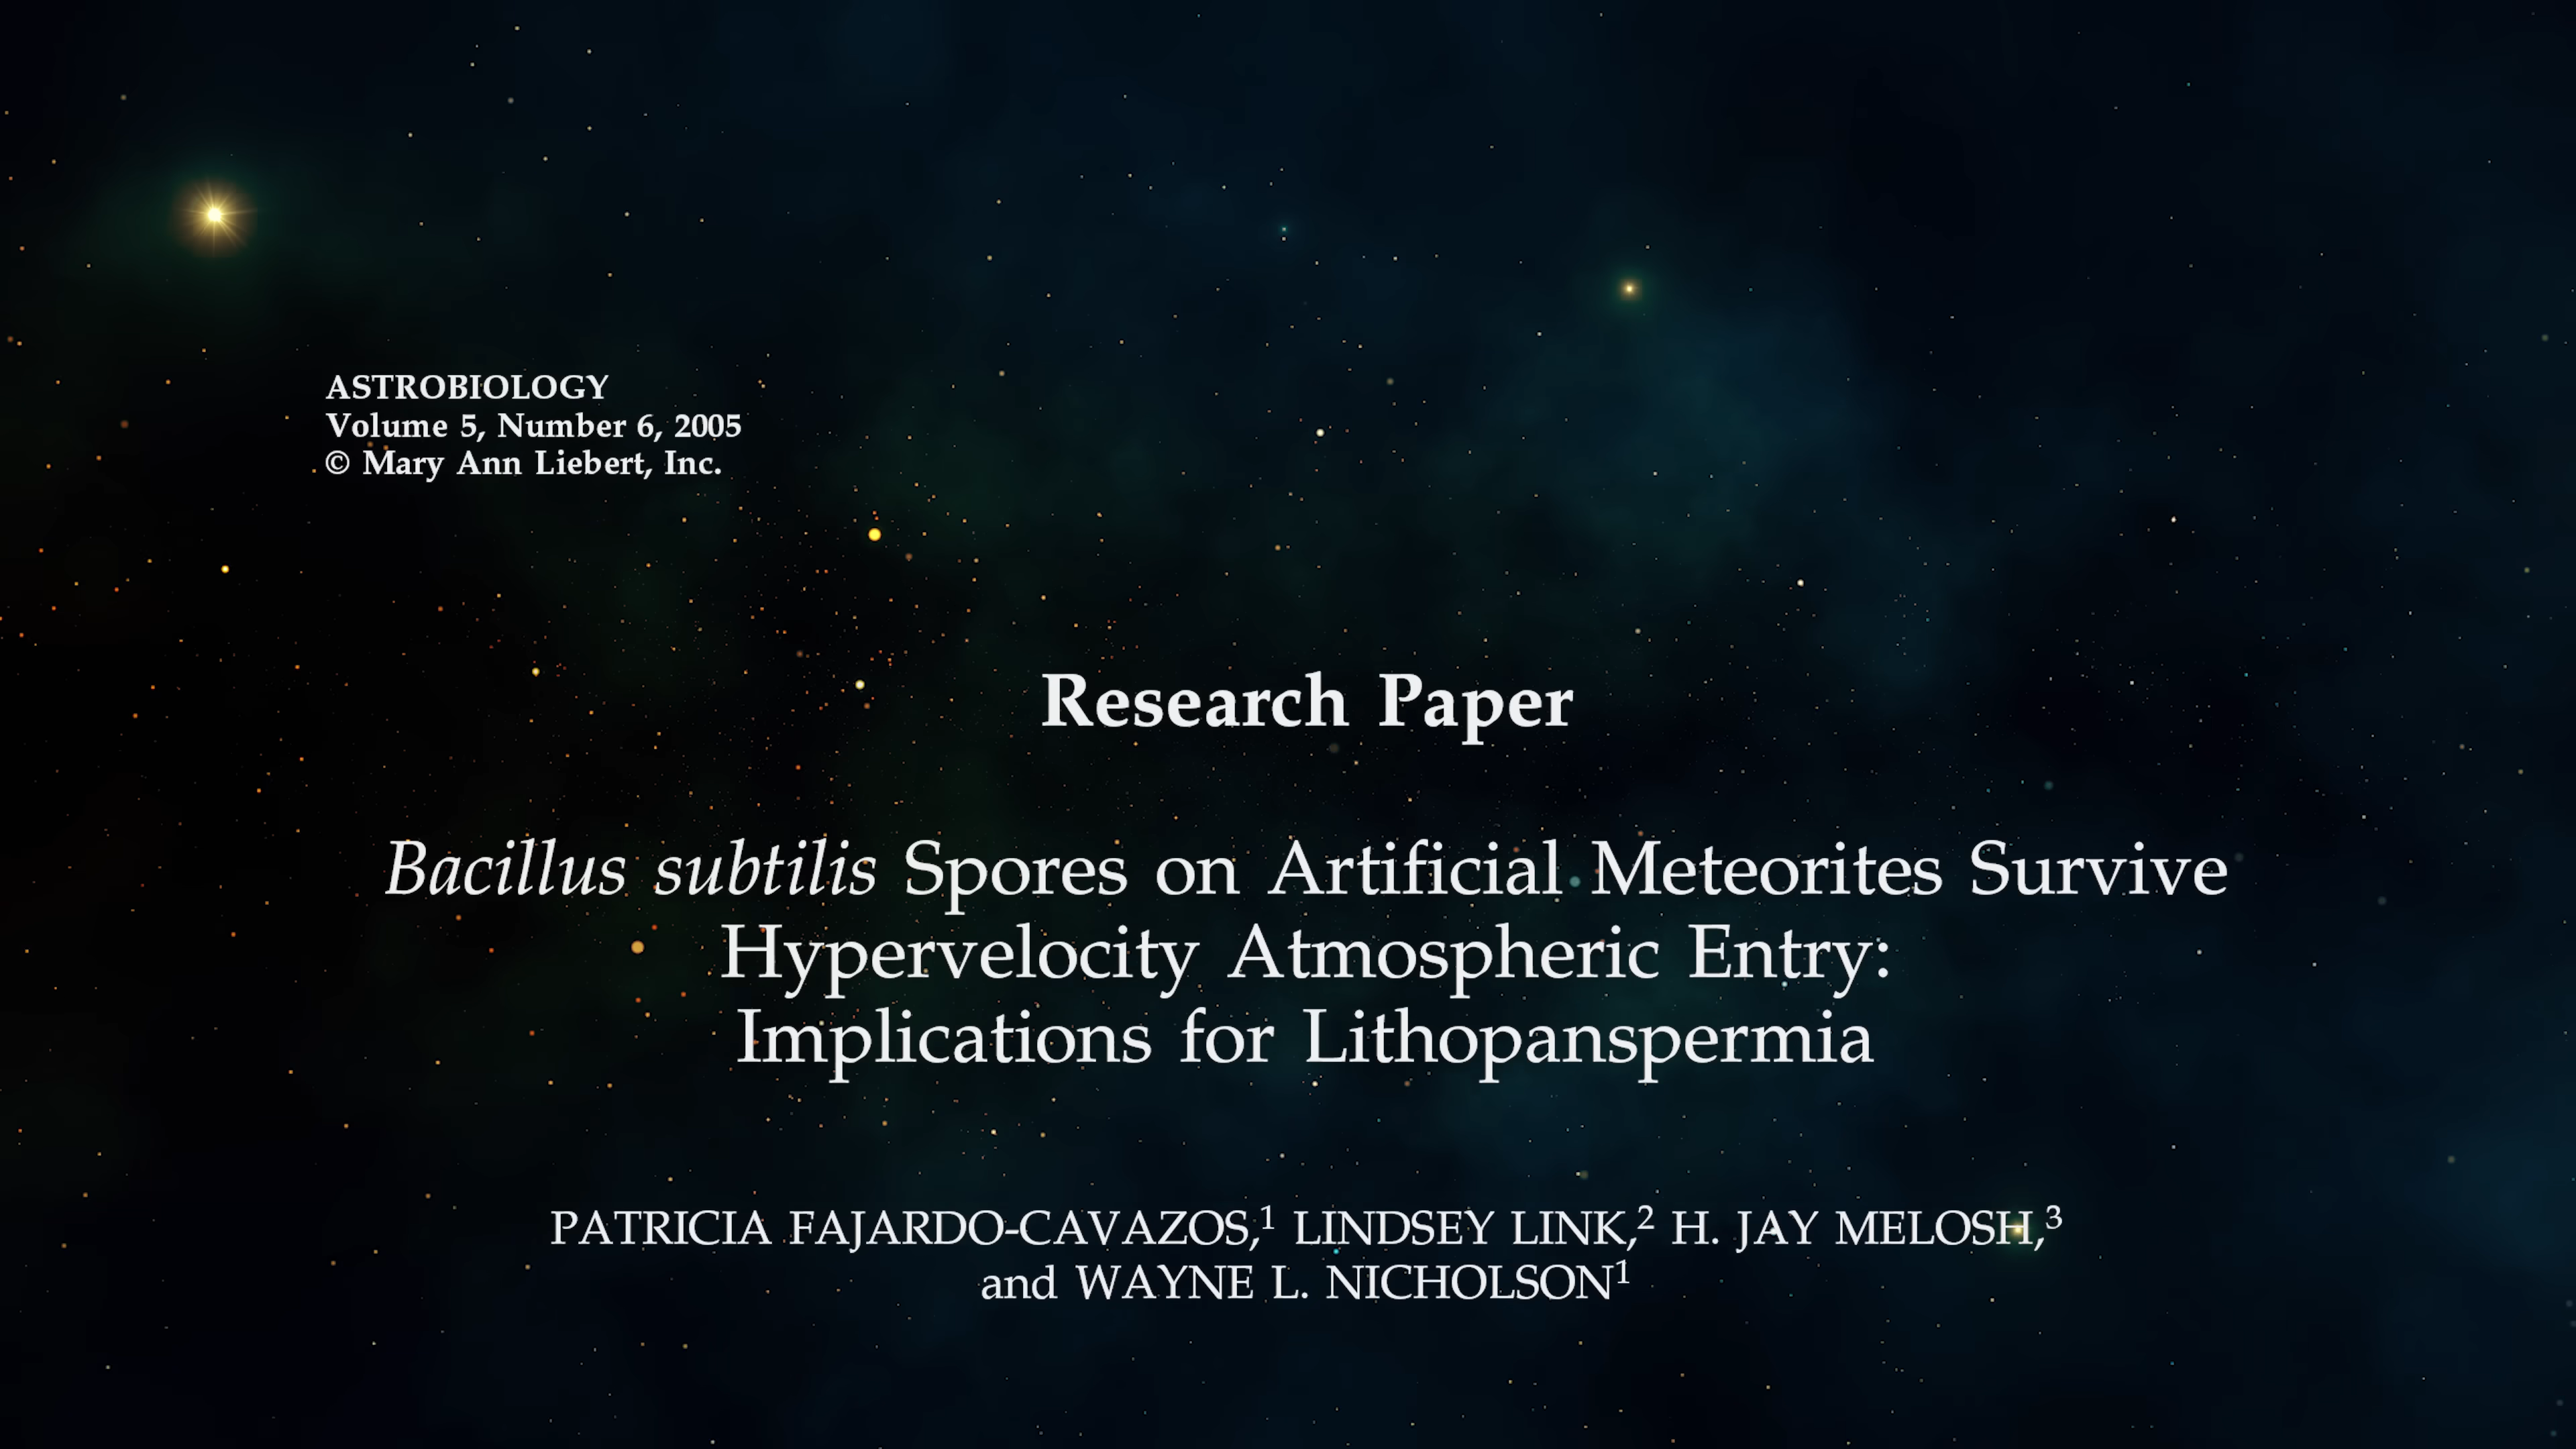 ASTROBIOLOGY
Volume 5, Number 6, 2005
© Mary Ann Liebert, Inc.
Research Paper
Bacillus subtilis Spores on Artificial Meteorites Survive
Hypervelocity Atmospheric Entry:
Implications for Lithopanspermia
PATRICIA FAJARDO-CAVAZOS,¹ LINDSEY LINK,² H. JAY MELOSH,³
and WAYNE L. NICHOLSON¹